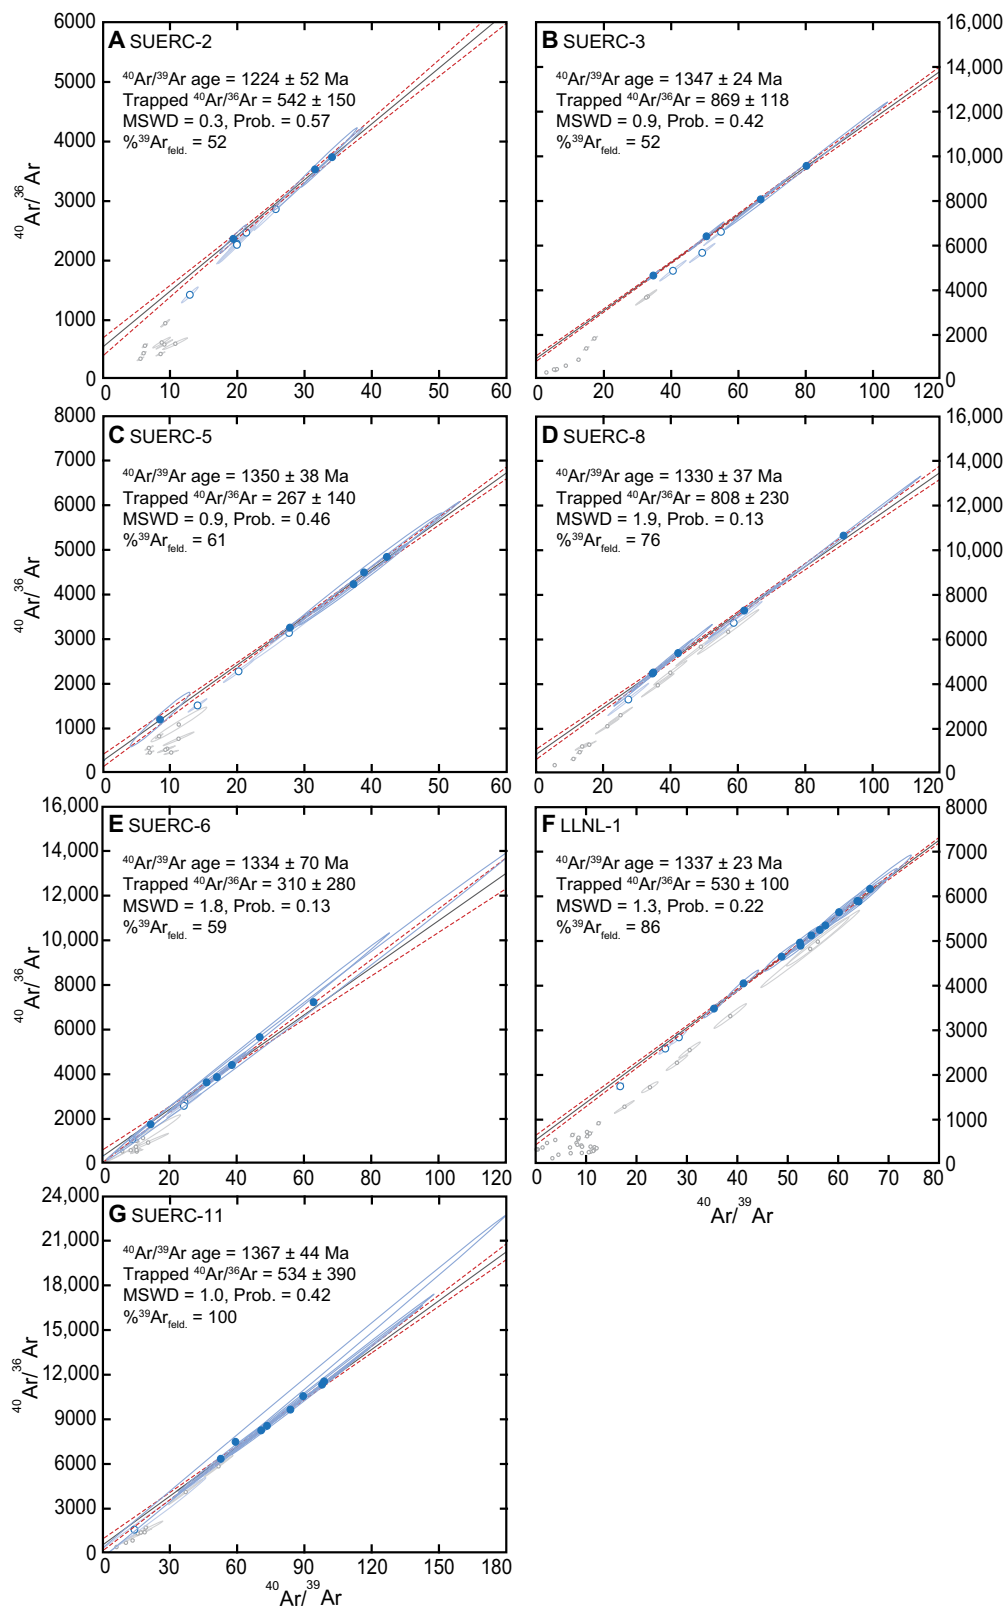 A SUERC-2
40Ar/39Ar age = 1224 ± 52 Ma
Trapped 40Ar/36Ar = 542 ± 150
MSWD = 0.3, Prob. = 0.57
%39Ar feld. = 52
40Ar/36Ar
6000
5000
4000
3000
2000
1000
0
0 10 20 30 40 50 60
B SUERC-3
40Ar/39Ar age = 1347 ± 24 Ma
Trapped 40Ar/36Ar = 869 ± 118
MSWD = 0.9, Prob. = 0.42
%39Ar feld. = 52
16,000
14,000
12,000
10,000
8000
6000
4000
2000
0
0 20 40 60 80 100 120
C SUERC-5
40Ar/39Ar age = 1350 ± 38 Ma
Trapped 40Ar/36Ar = 267 ± 140
MSWD = 0.9, Prob. = 0.46
%39Ar feld. = 61
40Ar/36Ar
8000
7000
6000
5000
4000
3000
2000
1000
0
0 10 20 30 40 50 60
D SUERC-8
40Ar/39Ar age = 1330 ± 37 Ma
Trapped 40Ar/36Ar = 808 ± 230
MSWD = 1.9, Prob. = 0.13
%39Ar feld. = 76
16,000
14,000
12,000
10,000
8000
6000
4000
2000
0
0 20 40 60 80 100 120
E SUERC-6
40Ar/39Ar age = 1334 ± 70 Ma
Trapped 40Ar/36Ar = 310 ± 280
MSWD = 1.8, Prob. = 0.13
%39Ar feld. = 59
40Ar/36Ar
16,000
14,000
12,000
10,000
8000
6000
4000
2000
0
0 20 40 60 80 100 120
F LLNL-1
40Ar/39Ar age = 1337 ± 23 Ma
Trapped 40Ar/36Ar = 530 ± 100
MSWD = 1.3, Prob. = 0.22
%39Ar feld. = 86
8000
7000
6000
5000
4000
3000
2000
1000
0
0 10 20 30 40 50 60 70 80
40Ar/39Ar
G SUERC-11
40Ar/39Ar age = 1367 ± 44 Ma
Trapped 40Ar/36Ar = 534 ± 390
MSWD = 1.0, Prob. = 0.42
%39Ar feld. = 100
40Ar/36Ar
24,000
21,000
18,000
15,000
12,000
9000
6000
3000
0
0 30 60 90 120 150 180
40Ar/39Ar